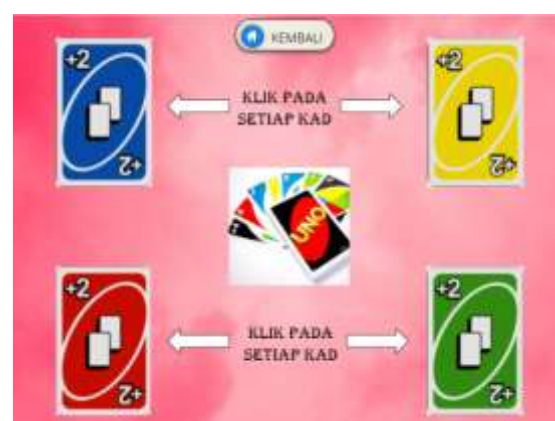 KEMBALI
+2
+2
KLIK PADA
SETIAP KAD
+2
+2
UNO
+2
+2
KLIK PADA
SETIAP KAD
+2
+2